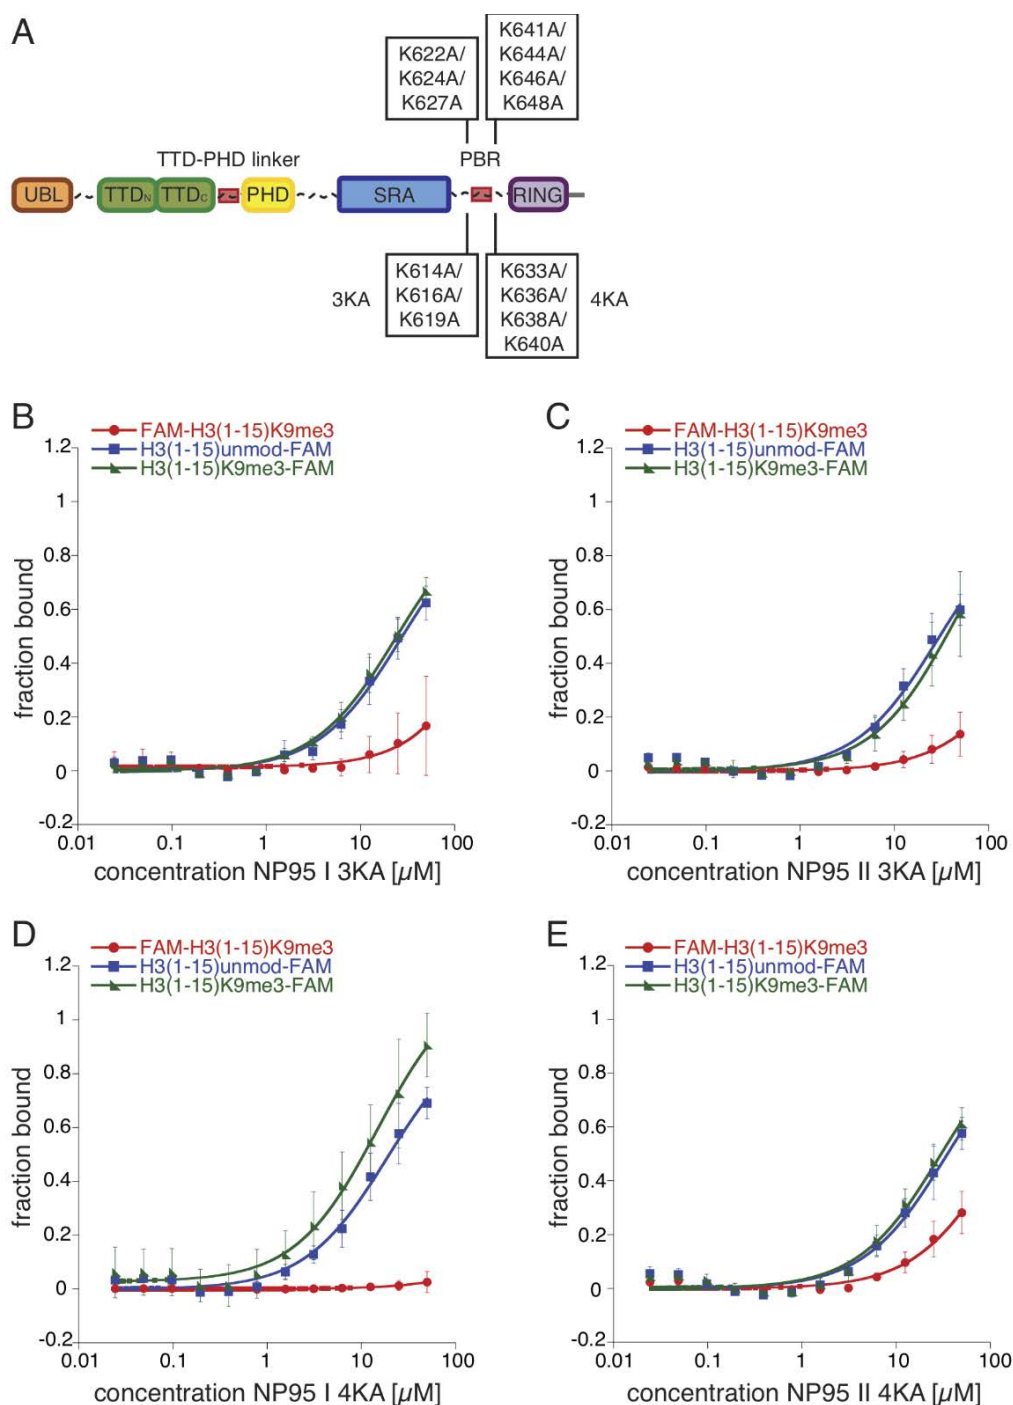 A
K622A/
K624A/
K627A
K641A/
K644A/
K646A/
K648A
TTD-PHD linker
PBR
UBL
TTDN
TTDC
PHD
SRA
RING
3KA
K614A/
K616A/
K619A
K633A/
K636A/
K638A/
K640A
4KA
B
FAM-H3(1-15)K9me3
H3(1-15)unmod-FAM
H3(1-15)K9me3-FAM
fraction bound
1.2
1
0.8
0.6
0.4
0.2
0
-0.2
0.01 0.1 1 10 100
concentration NP95 I 3KA [µM]
C
FAM-H3(1-15)K9me3
H3(1-15)unmod-FAM
H3(1-15)K9me3-FAM
fraction bound
1.2
1
0.8
0.6
0.4
0.2
0
-0.2
0.01 0.1 1 10 100
concentration NP95 II 3KA [µM]
D
FAM-H3(1-15)K9me3
H3(1-15)unmod-FAM
H3(1-15)K9me3-FAM
fraction bound
1.2
1
0.8
0.6
0.4
0.2
0
-0.2
0.01 0.1 1 10 100
concentration NP95 I 4KA [µM]
E
FAM-H3(1-15)K9me3
H3(1-15)unmod-FAM
H3(1-15)K9me3-FAM
fraction bound
1.2
1
0.8
0.6
0.4
0.2
0
-0.2
0.01 0.1 1 10 100
concentration NP95 II 4KA [µM]